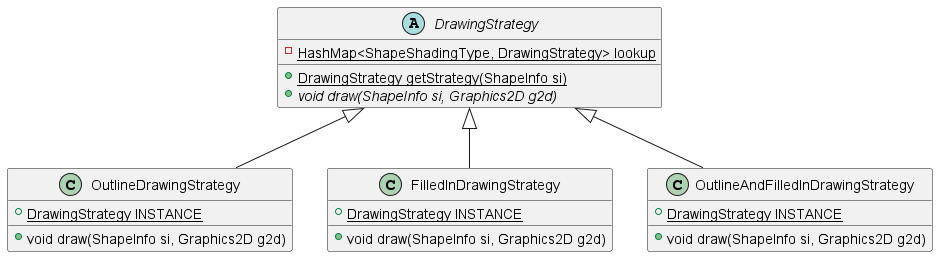 A DrawingStrategy
HashMap<ShapeShadingType, DrawingStrategy> lookup
DrawingStrategy getStrategy(ShapeInfo si)
void draw(ShapeInfo si, Graphics2D g2d)
C OutlineDrawingStrategy
DrawingStrategy INSTANCE
void draw(ShapeInfo si, Graphics2D g2d)
C FilledInDrawingStrategy
DrawingStrategy INSTANCE
void draw(ShapeInfo si, Graphics2D g2d)
C OutlineAndFilledInDrawingStrategy
DrawingStrategy INSTANCE
void draw(ShapeInfo si, Graphics2D g2d)